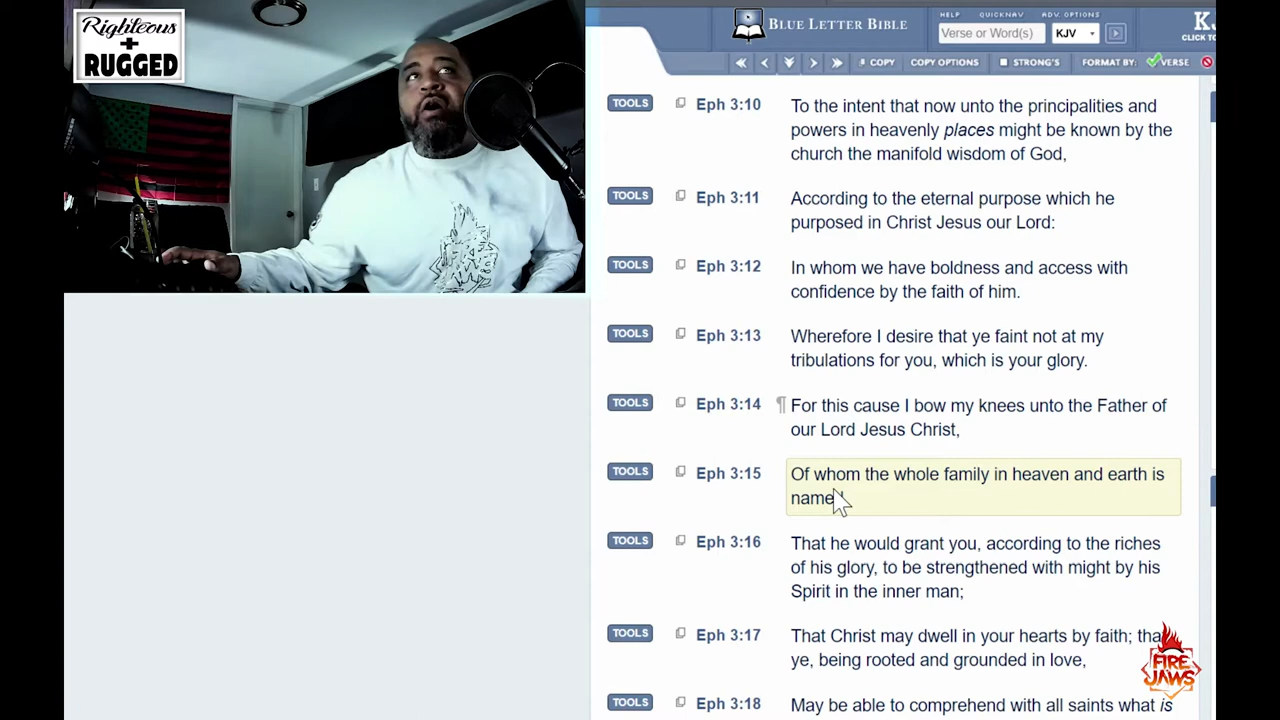 Righteous
+
RUGGED
BLUE LETTER BIBLE
HELP QUICKNAV ADV. OPTIONS
Verse or Word(s) KJV
CLICK
COPY COPY OPTIONS STRONG'S FORMAT BY: VERSE
TOOLS Eph 3:10 To the intent that now unto the principalities and
powers in heavenly places might be known by the
church the manifold wisdom of God,
TOOLS Eph 3:11 According to the eternal purpose which he
purposed in Christ Jesus our Lord:
TOOLS Eph 3:12 In whom we have boldness and access with
confidence by the faith of him.
TOOLS Eph 3:13 Wherefore I desire that ye faint not at my
tribulations for you, which is your glory.
TOOLS Eph 3:14 ¶ For this cause I bow my knees unto the Father of
our Lord Jesus Christ,
TOOLS Eph 3:15 Of whom the whole family in heaven and earth is
name
TOOLS Eph 3:16 That he would grant you, according to the riches
of his glory, to be strengthened with might by his
Spirit in the inner man;
TOOLS Eph 3:17 That Christ may dwell in your hearts by faith; tha
ye, being rooted and grounded in love,
TOOLS Eph 3:18 May be able to comprehend with all saints what is
FIRE
JAWS